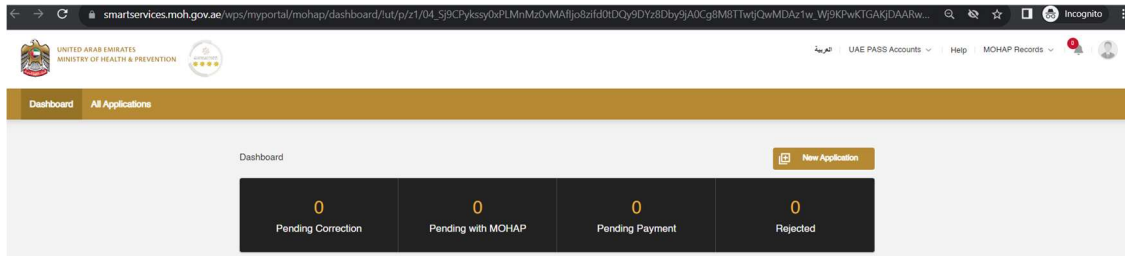 smartservices.moh.gov.ae/wps/myportal/mohap/dashboard/!ut/p/z1/04_Sj9CPykssy0xPLMnMz0vMAfIjo8zifd0tDQy9DYz8Dby9jA0Cg8M8TTwtjQwMDAz1w_Wj9KPwKTGAKjDAARw...
Incognito
UNITED ARAB EMIRATES
MINISTRY OF HEALTH & PREVENTION
العربية
UAE PASS Accounts
Help
MOHAP Records
0
Dashboard
All Applications
Dashboard
New Application
0
Pending Correction
0
Pending with MOHAP
0
Pending Payment
0
Rejected